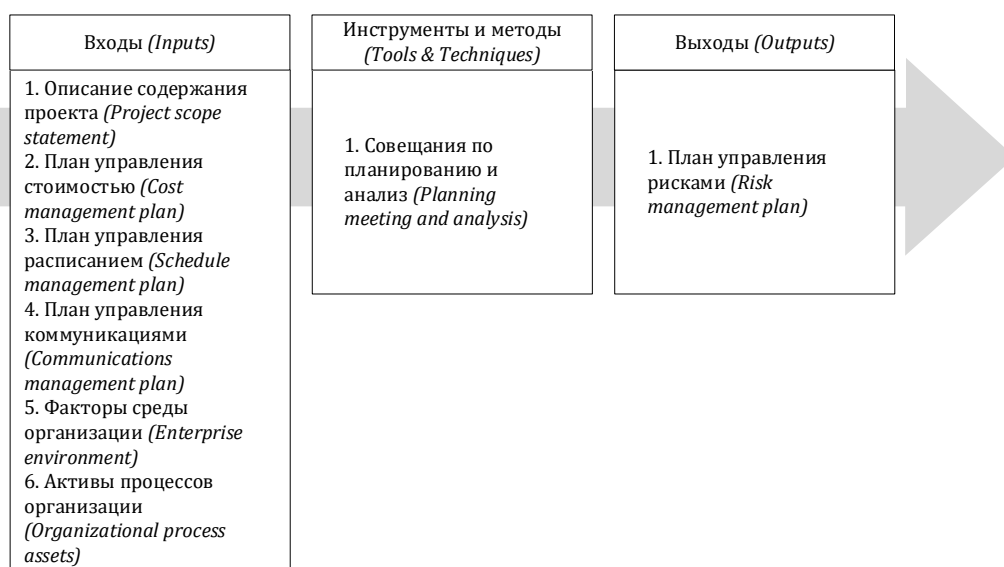 Входы (Inputs)
1. Описание содержания
проекта (Project scope
statement)
2. План управления
стоимостью (Cost
management plan)
3. План управления
расписанием (Schedule
management plan)
4. План управления
коммуникациями
(Communications
management plan)
5. Факторы среды
организации (Enterprise
environment)
6. Активы процессов
организации
(Organizational process
assets)
Инструменты и методы
(Tools & Techniques)
1. Совещания по
планированию и
анализ (Planning
meeting and analysis)
Выходы (Outputs)
1. План управления
рисками (Risk
management plan)